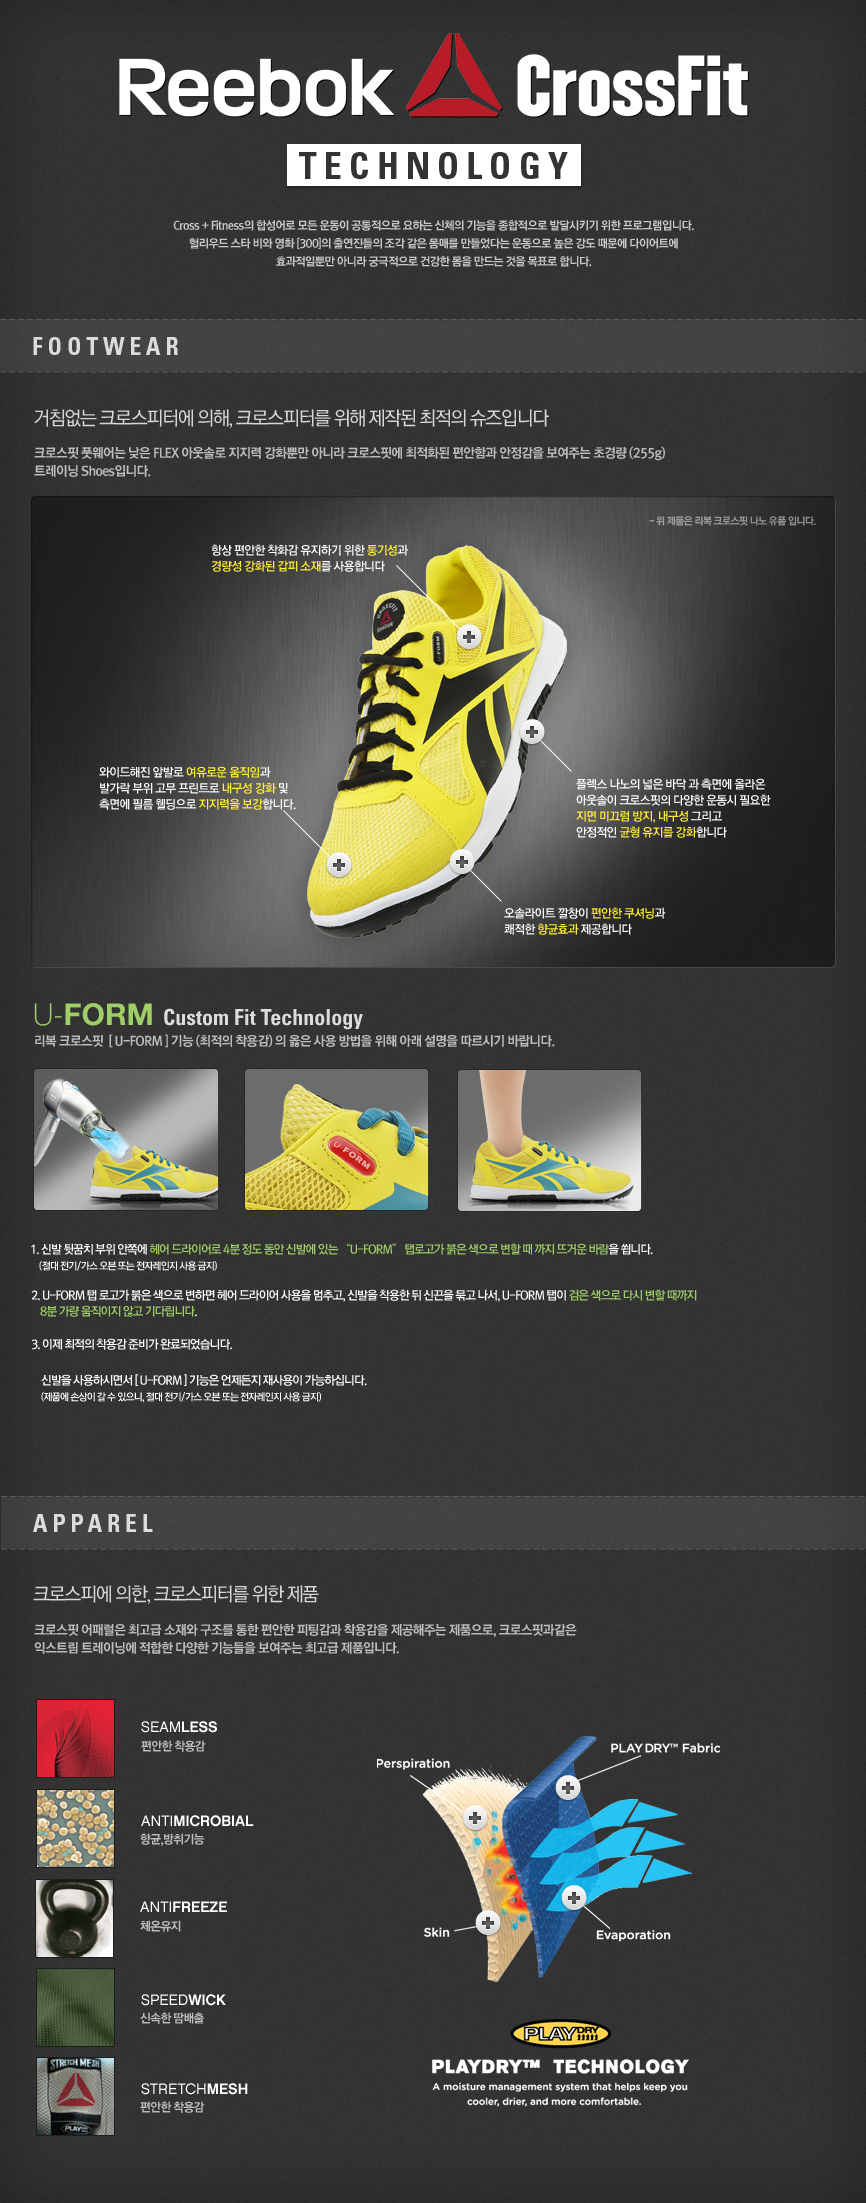 Reebok CrossFit
TECHNOLOGY
Cross + Fitness의 합성어로 모든 운동이 공통적으로 요하는 신체의 기능을 종합적으로 발달시키기 위한 프로그램입니다.
헐리우드 스타 비와 영화 [300]의 출연진들의 조각 같은 몸매를 만들었다는 운동으로 높은 강도 때문에 다이어트에
효과적일뿐만 아니라 궁극적으로 건강한 몸을 만드는 것을 목표로 합니다.
FOOTWEAR
거침없는 크로스피터에 의해, 크로스피터를 위해 제작된 최적의 슈즈입니다
크로스핏 풋웨어는 낮은 FLEX 아웃솔로 지지력 강화뿐만 아니라 크로스핏에 최적화된 편안함과 안정감을 보여주는 초경량 (255g)
트레이닝 Shoes입니다.
- 위 제품은 리복 크로스핏 나노 유폼 입니다.
항상 편안한 착화감 유지하기 위한 통기성과
경량성 강화된 갑피 소재를 사용합니다
CROSSFIT
Reebok
U-FORM
와이드해진 앞발로 여유로운 움직임과
발가락 부위 고무 프린트로 내구성 강화 및
측면에 필름 웰딩으로 지지력을 보강합니다.
플렉스 나노의 넓은 바닥 과 측면에 올라온
아웃솔이 크로스핏의 다양한 운동시 필요한
지면 미끄럼 방지, 내구성 그리고
안정적인 균형 유지를 강화합니다
오솔라이트 깔창이 편안한 쿠셔닝과
쾌적한 향균효과 제공합니다
U-FORM Custom Fit Technology
리복 크로스핏 [ U-FORM ] 기능 (최적의 착용감) 의 옳은 사용 방법을 위해 아래 설명을 따르시기 바랍니다.
U-FORM
1. 신발 뒷꿈치 부위 안쪽에 헤어 드라이어로 4분 정도 동안 신발에 있는 “U-FORM” 탭로고가 붉은 색으로 변할 때 까지 뜨거운 바람을 쐽니다.
(절대 전기/가스 오븐 또는 전자레인지 사용 금지)
2. U-FORM 탭 로고가 붉은 색으로 변하면 헤어 드라이어 사용을 멈추고, 신발을 착용한 뒤 신끈을 묶고 나서, U-FORM 탭이 검은 색으로 다시 변할 때까지
8분 가량 움직이지 않고 기다립니다.
3. 이제 최적의 착용감 준비가 완료되었습니다.
신발을 사용하시면서 [ U-FORM ] 기능은 언제든지 재사용이 가능하십니다.
(제품에 손상이 갈 수 있으니, 절대 전기/가스 오븐 또는 전자레인지 사용 금지)
APPAREL
크로스피에 의한, 크로스피터를 위한 제품
크로스핏 어패럴은 최고급 소재와 구조를 통한 편안한 피팅감과 착용감을 제공해주는 제품으로, 크로스핏과같은
익스트림 트레이닝에 적합한 다양한 기능들을 보여주는 최고급 제품입니다.
SEAMLESS
편안한 착용감
ANTIMICROBIAL
향균,방취기능
ANTIFREEZE
체온유지
SPEEDWICK
신속한 땀배출
STRETCH MESH
PLAYDRY
STRETCHMESH
편안한 착용감
Perspiration
PLAY DRY™ Fabric
Skin
Evaporation
PLAYDRY
PLAYDRY™ TECHNOLOGY
A moisture management system that helps keep you
cooler, drier, and more comfortable.